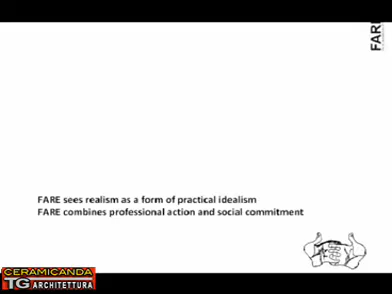 FARE
FARE sees realism as a form of practical idealism
FARE combines professional action and social commitment
CERAMICANDA
TG ARCHITETTURA